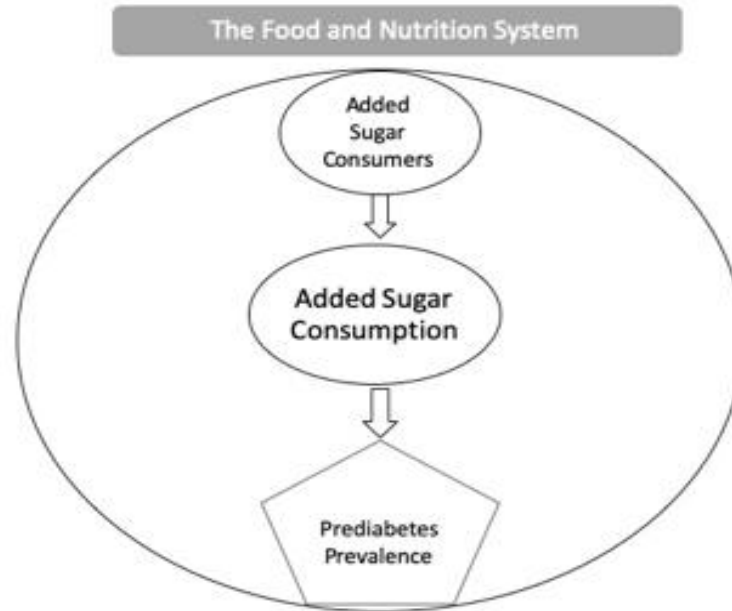 The Food and Nutrition System
Added
Sugar
Consumers
Added Sugar
Consumption
Prediabetes
Prevalence